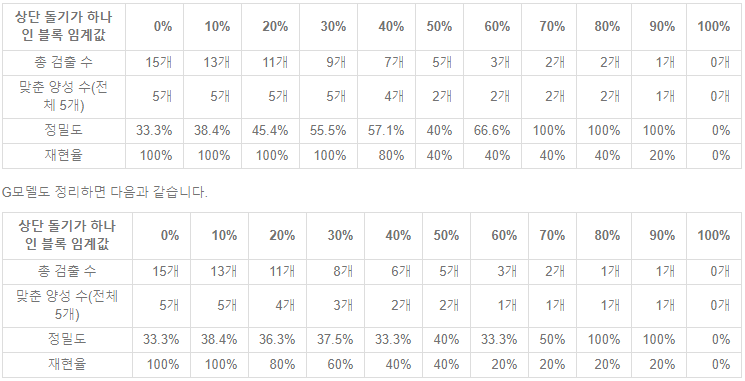 상단 돌기가 하나인 블록 임계값 0% 10% 20% 30% 40% 50% 60% 70% 80% 90% 100%
총 검출 수 15개 13개 11개 9개 7개 5개 3개 2개 2개 1개 0개
맞춘 양성 수(전체 5개) 5개 5개 5개 5개 4개 2개 2개 2개 2개 1개 0개
정밀도 33.3% 38.4% 45.4% 55.5% 57.1% 40% 66.6% 100% 100% 100% 0%
재현율 100% 100% 100% 100% 80% 40% 40% 40% 40% 20% 0%
G모델도 정리하면 다음과 같습니다.
상단 돌기가 하나인 블록 임계값 0% 10% 20% 30% 40% 50% 60% 70% 80% 90% 100%
총 검출 수 15개 13개 11개 8개 6개 5개 3개 2개 1개 1개 0개
맞춘 양성 수(전체 5개) 5개 5개 4개 3개 2개 2개 1개 1개 1개 1개 0개
정밀도 33.3% 38.4% 36.3% 37.5% 33.3% 40% 33.3% 50% 100% 100% 0%
재현율 100% 100% 80% 60% 40% 40% 20% 20% 20% 20% 0%